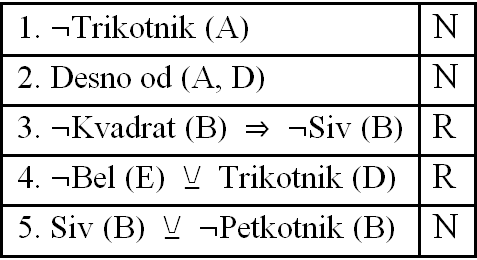 1. ¬Trikotnik (A) N
2. Desno od (A, D) N
3. ¬Kvadrat (B) ⇒ ¬Siv (B) R
4. ¬Bel (E) ⊻ Trikotnik (D) R
5. Siv (B) ⊻ ¬Petkotnik (B) N